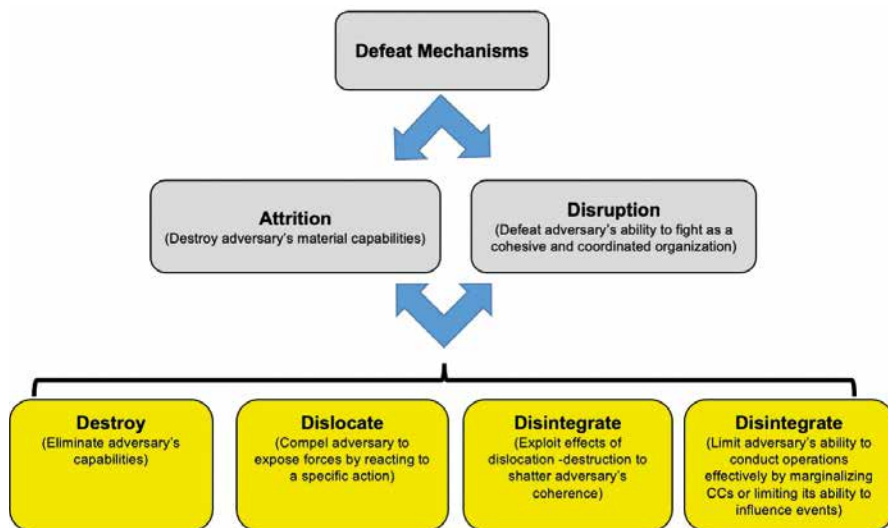 Defeat Mechanisms
Attrition
(Destroy adversary's material capabilities)
Disruption
(Defeat adversary's ability to fight as a
cohesive and coordinated organization)
Destroy
(Eliminate adversary's
capabilities)
Dislocate
(Compel adversary to
expose forces by reacting to
a specific action)
Disintegrate
(Exploit effects of
dislocation -destruction to
shatter adversary's
coherence)
Disintegrate
(Limit adversary's ability to
conduct operations
effectively by marginalizing
CCs or limiting its ability to
influence events)